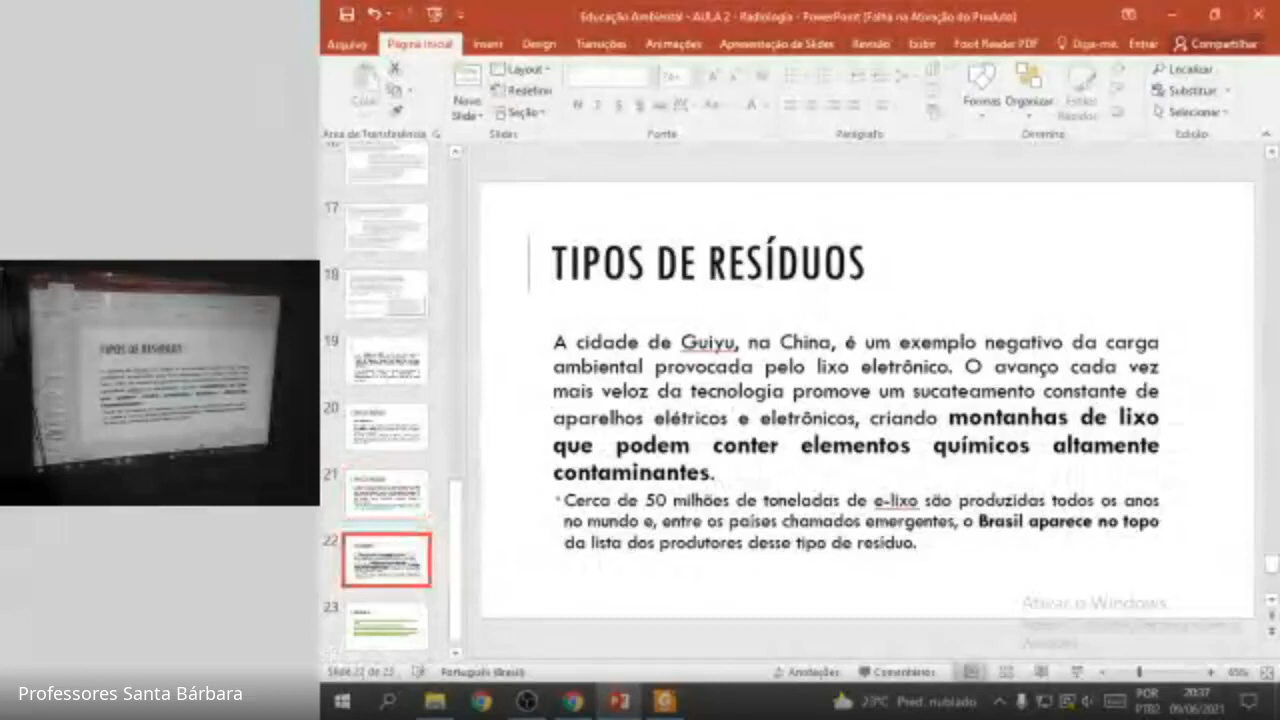 Educação Ambiental - AULA 2 - Radiologia - PowerPoint (Falha na Ativação do Produto)
Arquivo Página Inicial Inserir Design Transições Animações Apresentação de Slides Revisão Exibir Foxit Reader PDF Diga-me... Entrar Compartilhar
Layout
Redefinir
Novo Slide
Seção
Formas Organizar
Localizar
Substituir
Selecionar
Área de Transferência Slides Fonte Parágrafo Desenho Edição
17
18
19
20
21
22
23
TIPOS DE RESÍDUOS
A cidade de Guiyu, na China, é um exemplo negativo da carga
ambiental provocada pelo lixo eletrônico. O avanço cada vez
mais veloz da tecnologia promove um sucateamento constante de
aparelhos elétricos e eletrônicos, criando montanhas de lixo
que podem conter elementos químicos altamente
contaminantes.
Cerca de 50 milhões de toneladas de e-lixo são produzidas todos os anos
no mundo e, entre os países chamados emergentes, o Brasil aparece no topo
da lista dos produtores desse tipo de resíduo.
Ativar o Windows
TIPOS DE RESÍDUOS
Slide 22 de 23 Português (Brasil) Anotações Comentários 65%
Professores Santa Bárbara
23°C Pred. nublado POR 20:37
PTB2 09/06/2021